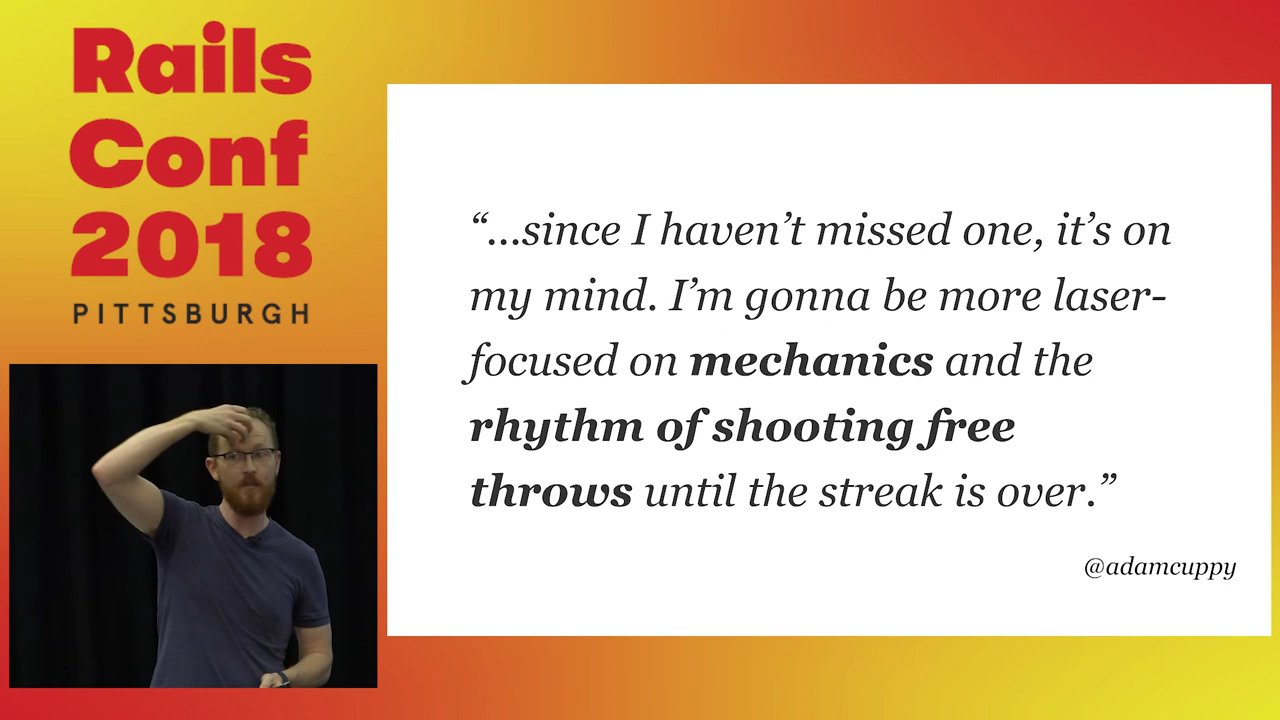 Rails
Conf
2018
PITTSBURGH
“...since I haven’t missed one, it’s on
my mind. I’m gonna be more laser-
focused on mechanics and the
rhythm of shooting free
throws until the streak is over.”
@adamcuppy